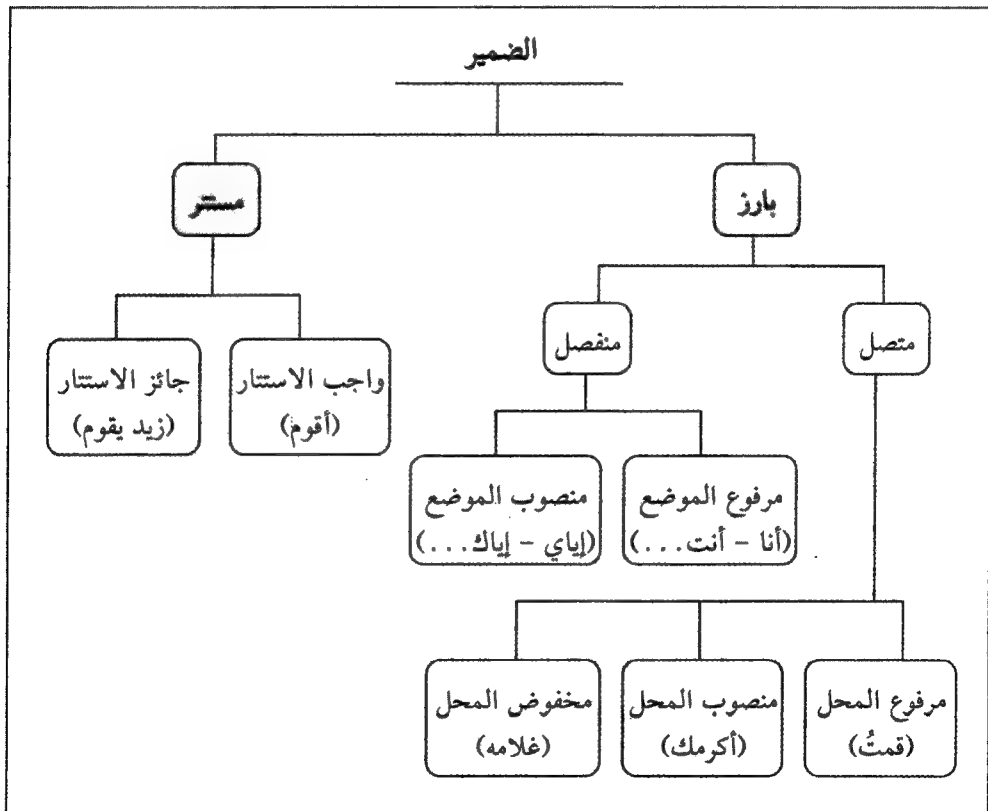 الضمير
بارز
مستتر
متصل
منفصل
واجب الاستتار
(أقوم)
جائز الاستتار
(زيد يقوم)
مرفوع الموضع
(أنا - أنت...)
منصوب الموضع
(إياي - إياك...)
مرفوع المحل
(قمتُ)
منصوب المحل
(أكرمك)
مخفوض المحل
(غلامه)